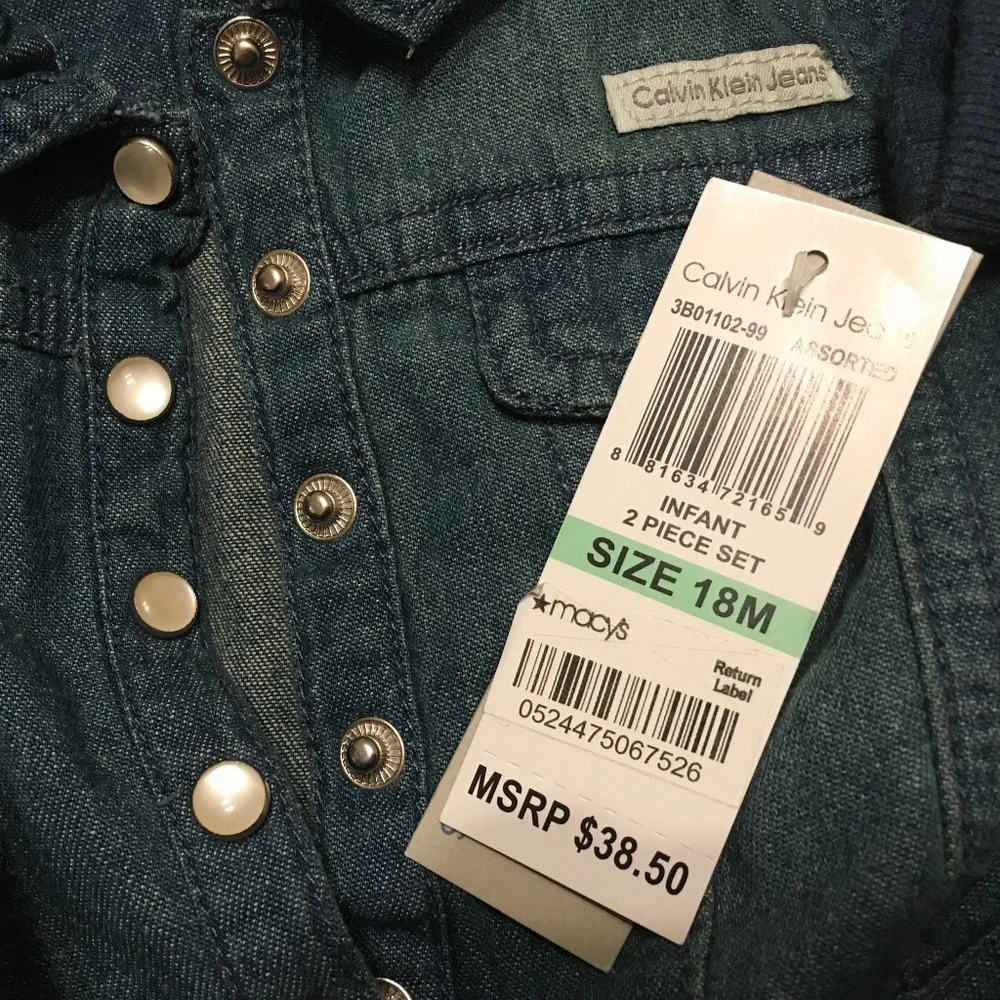 Calvin Klein Jeans
Calvin Klein Jeans
3B01102-99 ASSORTED
8 81634 72165 9
INFANT
2 PIECE SET
SIZE 18M
★macy's
Return
Label
0524475067526
MSRP $38.50